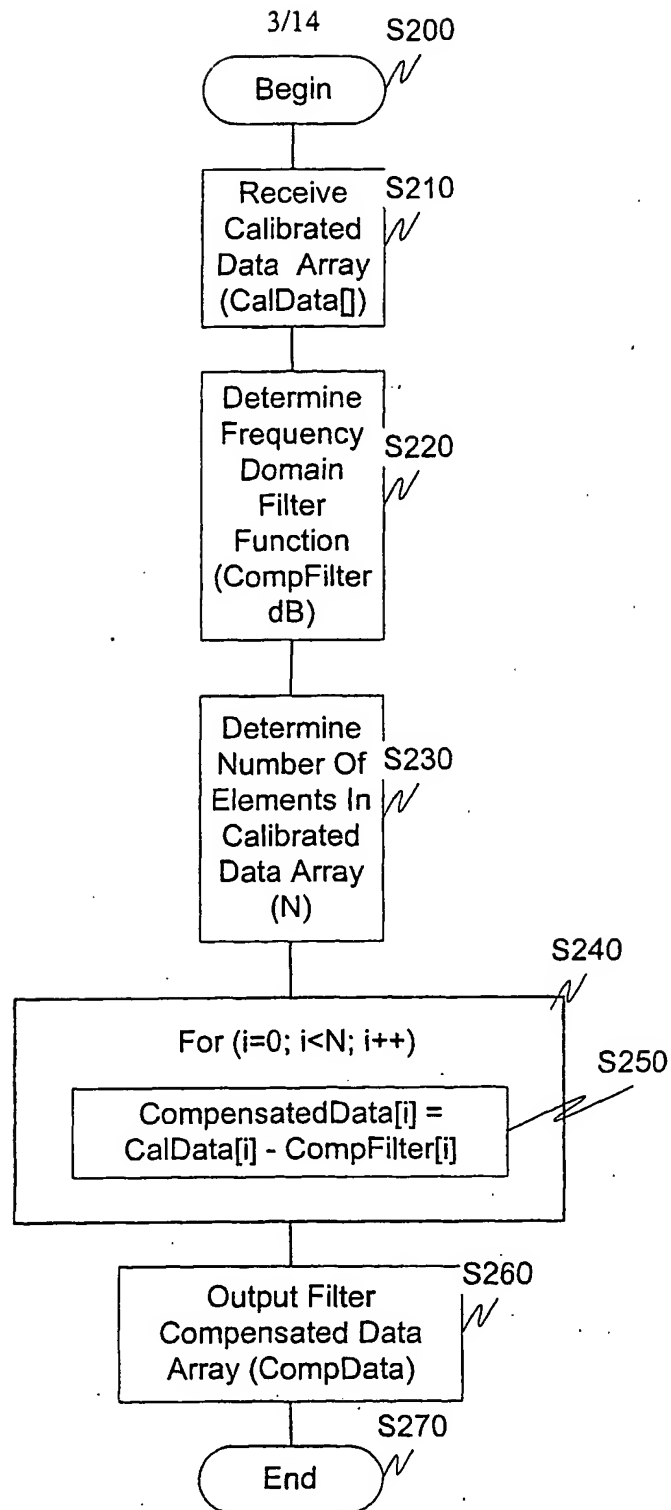 3/14
S200
Begin
S210
Receive
Calibrated
Data Array
(CalData[])
S220
Determine
Frequency
Domain
Filter
Function
(CompFilter
dB)
S230
Determine
Number Of
Elements In
Calibrated
Data Array
(N)
S240
For (i=0; i<N; i++)
S250
CompensatedData[i] =
CalData[i] - CompFilter[i]
S260
Output Filter
Compensated Data
Array (CompData)
S270
End